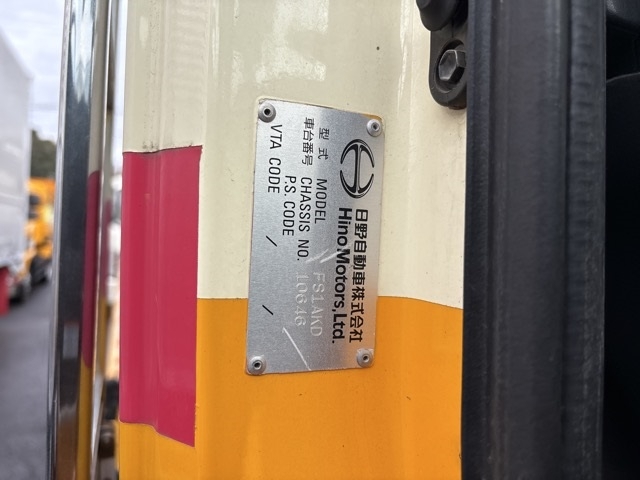 日野自動車株式会社
Hino Motors,Ltd.
型式 MODEL FS1AKD
車台番号 CHASSIS NO. 10646
P.S. CODE /
VTA CODE /